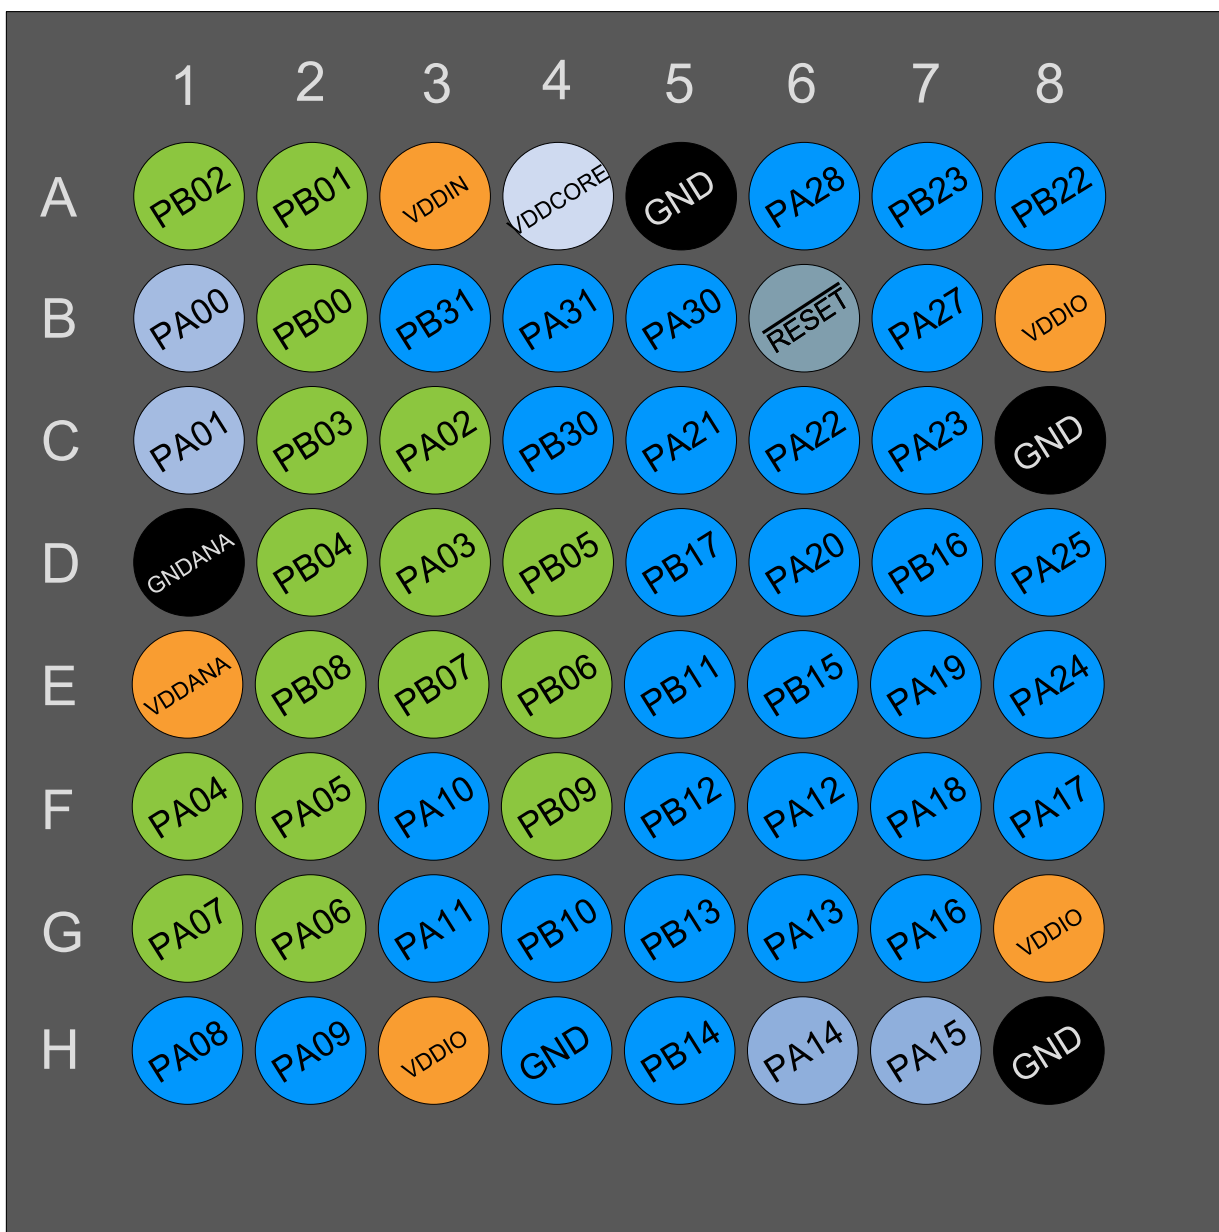 1 2 3 4 5 6 7 8
A PB02 PB01 VDDIN VDDCORE GND PA28 PB23 PB22
B PA00 PB00 PB31 PA31 PA30 RESET PA27 VDDIO
C PA01 PB03 PA02 PB30 PA21 PA22 PA23 GND
D GNDANA PB04 PA03 PB05 PB17 PA20 PB16 PA25
E VDDANA PB08 PB07 PB06 PB11 PB15 PA19 PA24
F PA04 PA05 PA10 PB09 PB12 PA12 PA18 PA17
G PA07 PA06 PA11 PB10 PB13 PA13 PA16 VDDIO
H PA08 PA09 VDDIO GND PB14 PA14 PA15 GND